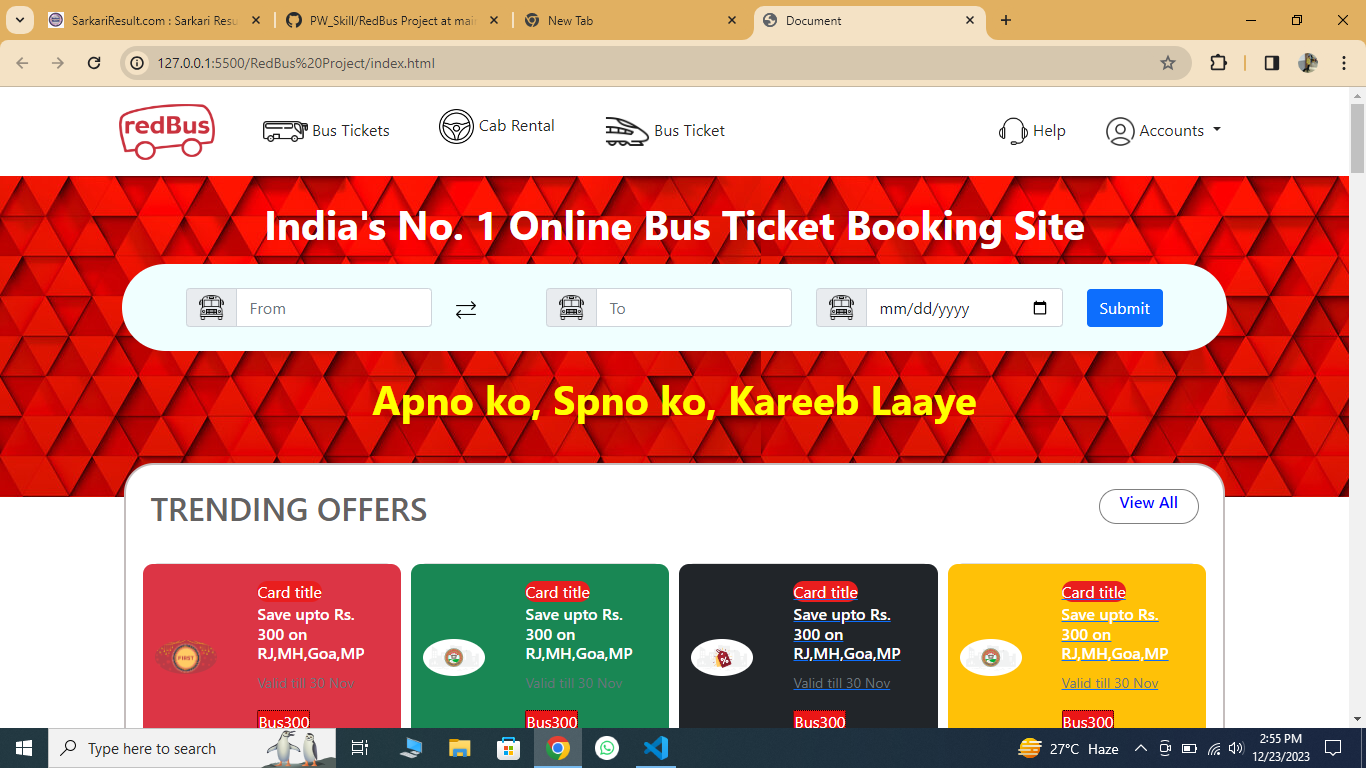 SarkariResult.com : Sarkari Resu
PW_Skill/RedBus Project at main
New Tab
Document
127.0.0.1:5500/RedBus%20Project/index.html
redBus
Bus Tickets
Cab Rental
Bus Ticket
Help
Accounts
India's No. 1 Online Bus Ticket Booking Site
From
To
mm/dd/yyyy
Submit
Apno ko, Spno ko, Kareeb Laaye
TRENDING OFFERS
View All
FIRST
Card title
Save upto Rs.
300 on
RJ,MH,Goa,MP
Valid till 30 Nov
Bus300
Card title
Save upto Rs.
300 on
RJ,MH,Goa,MP
Valid till 30 Nov
Bus300
Card title
Save upto Rs.
300 on
RJ,MH,Goa,MP
Valid till 30 Nov
Bus300
Card title
Save upto Rs.
300 on
RJ,MH,Goa,MP
Valid till 30 Nov
Bus300
Type here to search
27°C Haze
2:55 PM
12/23/2023